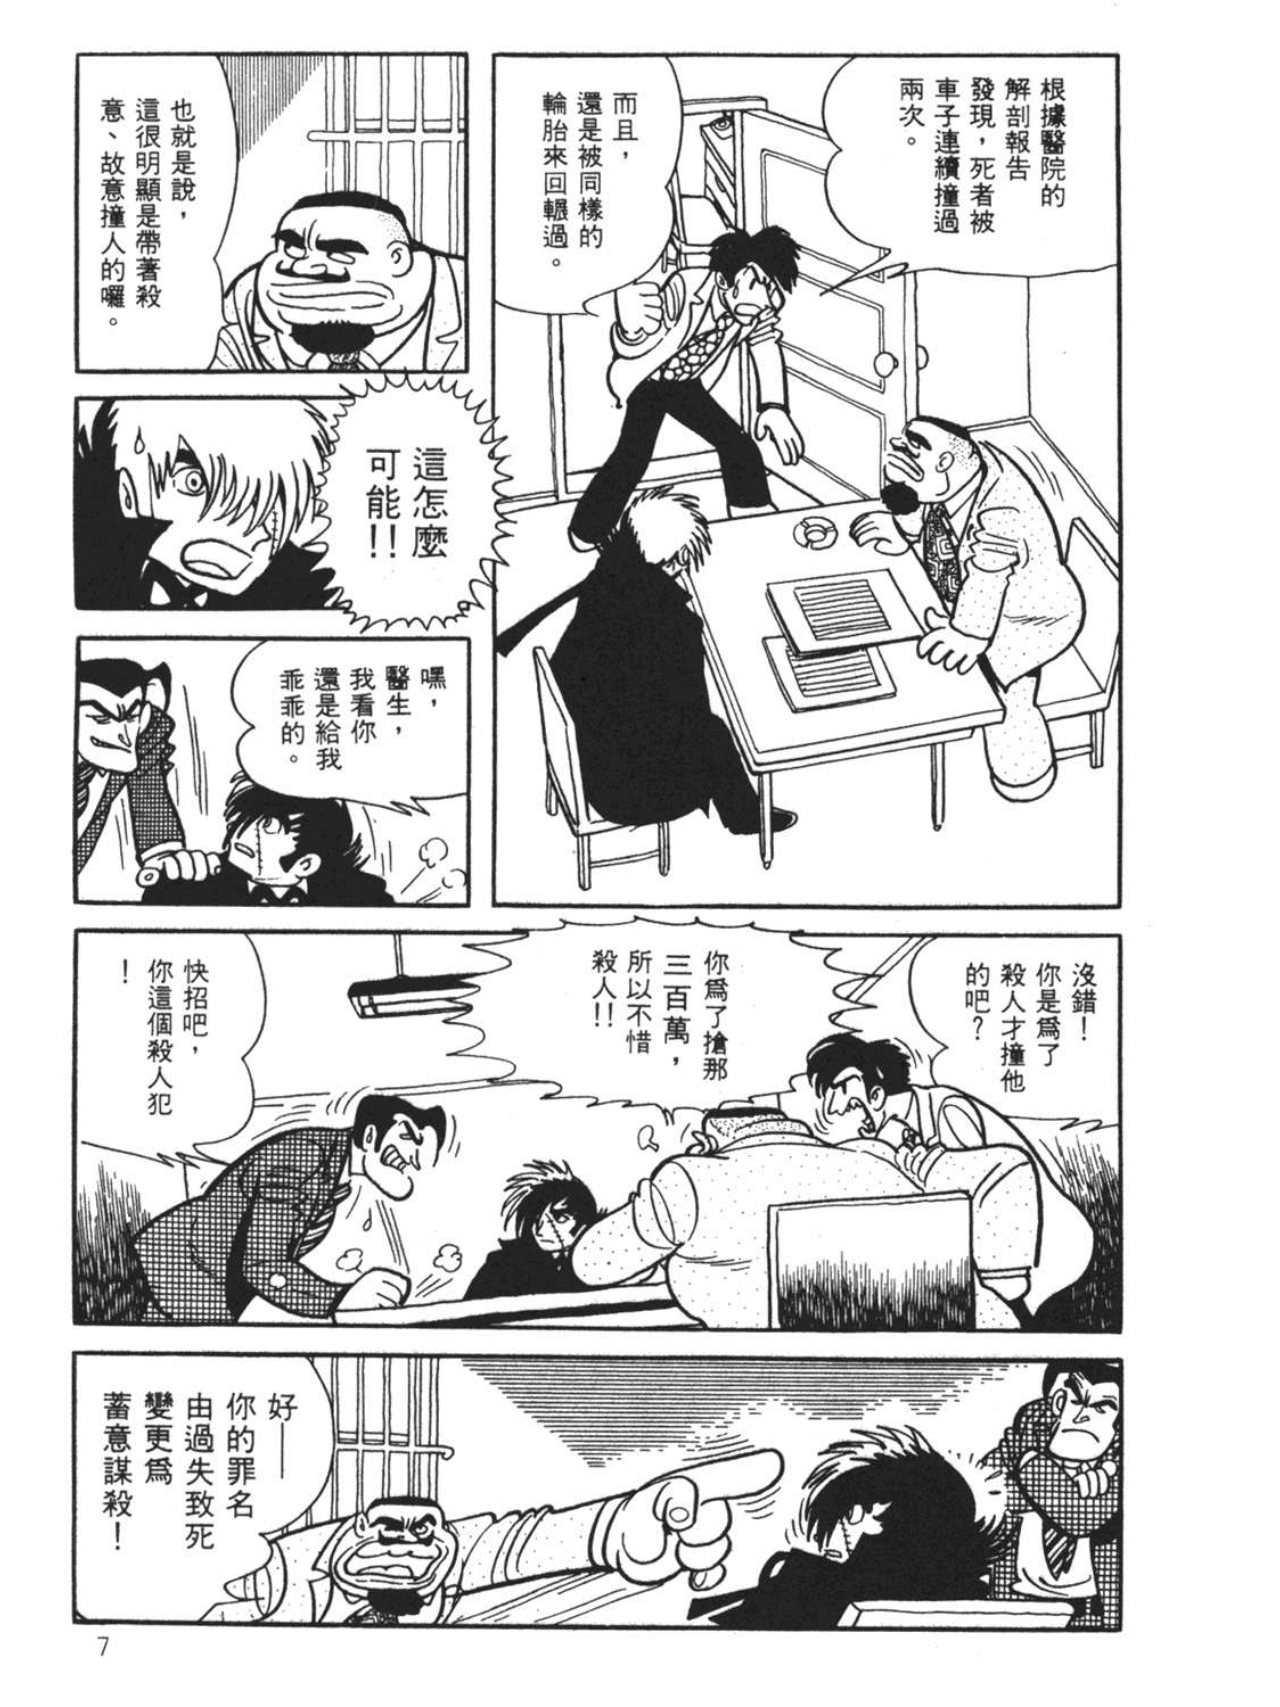 根據醫院的
解剖報告
發現，死者被
車子連續撞過
兩次。
而且，
還是被同樣的
輪胎來回輾過。
也就是說，
這很明顯是帶著殺
意、故意撞人的囉。
這怎麼
可能!!
嘿，
醫生，
我看你
還是給我
乖乖的。
沒錯！
你是爲了
殺人才撞他
的吧？
你爲了搶那
三百萬，
所以不惜
殺人!!
快招吧，
你這個殺人犯
！
好——
你的罪名
由過失致死
變更爲
蓄意謀殺！
7